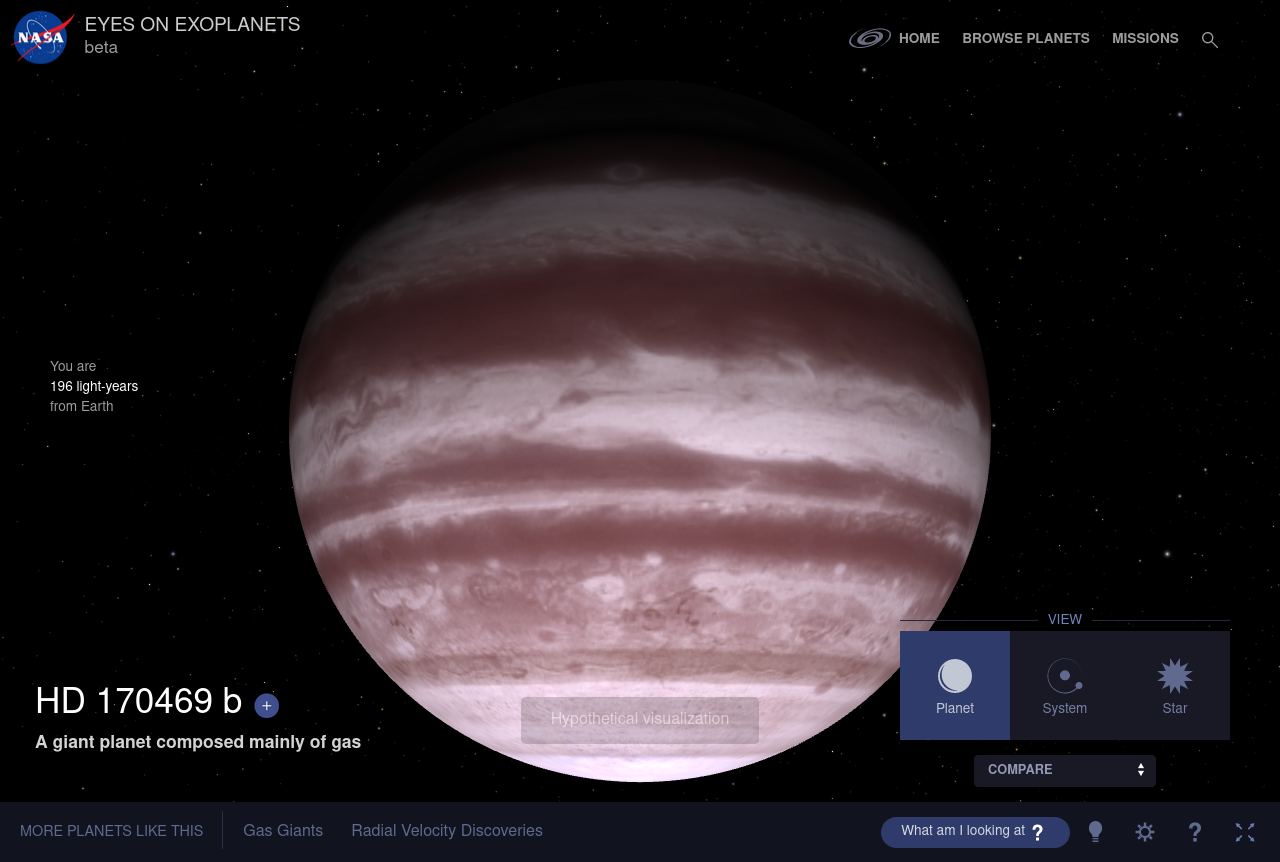 NASA
EYES ON EXOPLANETS
beta
HOME
BROWSE PLANETS
MISSIONS
You are
196 light-years
from Earth
VIEW
Planet
System
Star
HD 170469 b +
A giant planet composed mainly of gas
Hypothetical visualization
COMPARE
MORE PLANETS LIKE THIS
Gas Giants
Radial Velocity Discoveries
What am I looking at ?
?